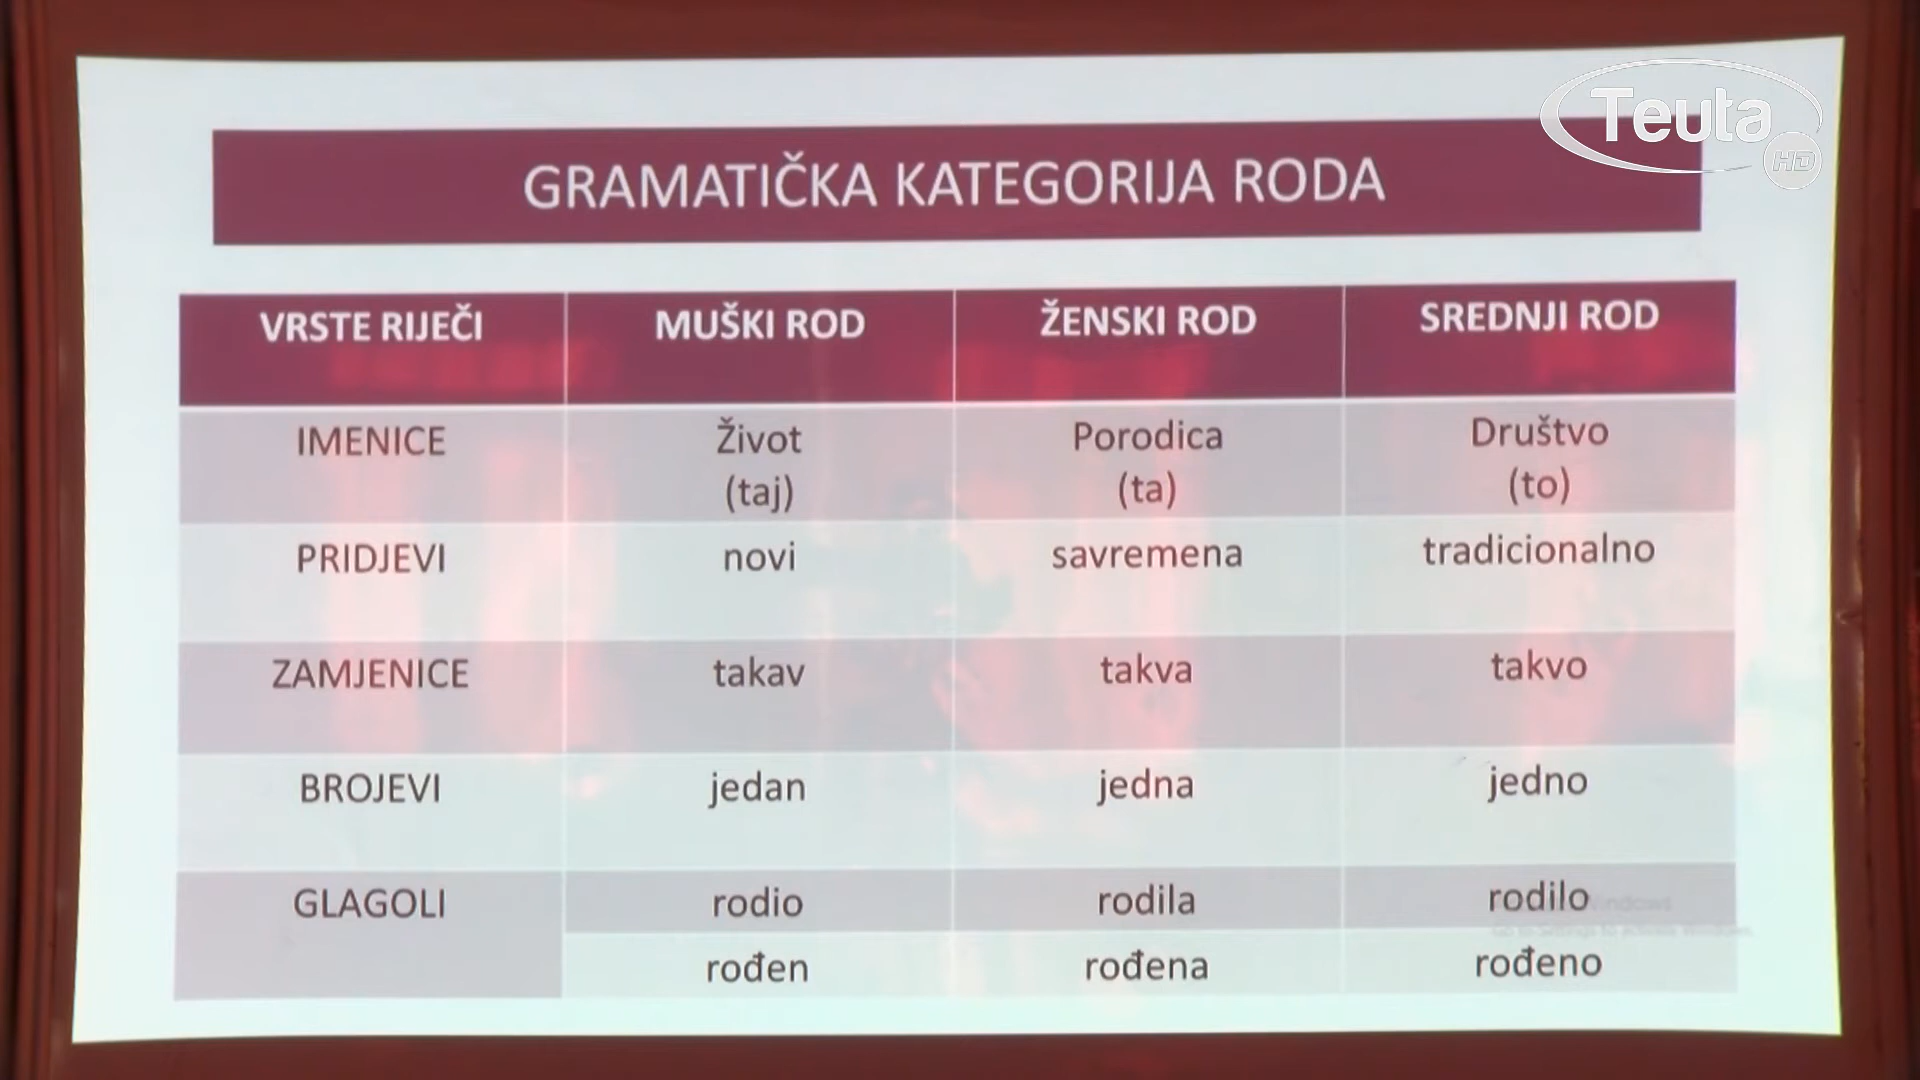 Teuta
HD
GRAMATIČKA KATEGORIJA RODA
VRSTE RIJEČI MUŠKI ROD ŽENSKI ROD SREDNJI ROD
IMENICE Život Porodica Društvo
(taj) (ta) (to)
PRIDJEVI novi savremena tradicionalno
ZAMJENICE takav takva takvo
BROJEVI jedan jedna jedno
GLAGOLI rodio rodila rodilo
rođen rođena rođeno
Windows